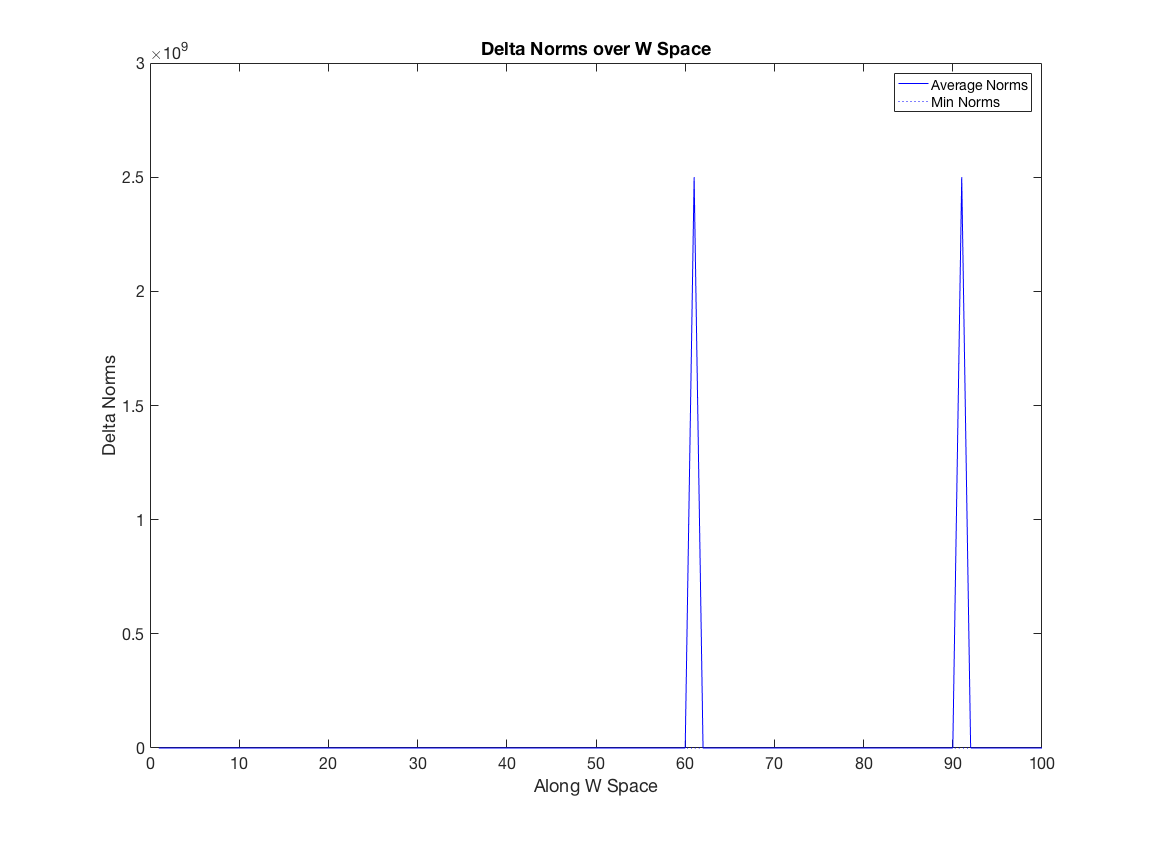 Delta Norms over W Space
×10⁹
3
2.5
2
1.5
1
0.5
0
Delta Norms
Average Norms
Min Norms
0 10 20 30 40 50 60 70 80 90 100
Along W Space